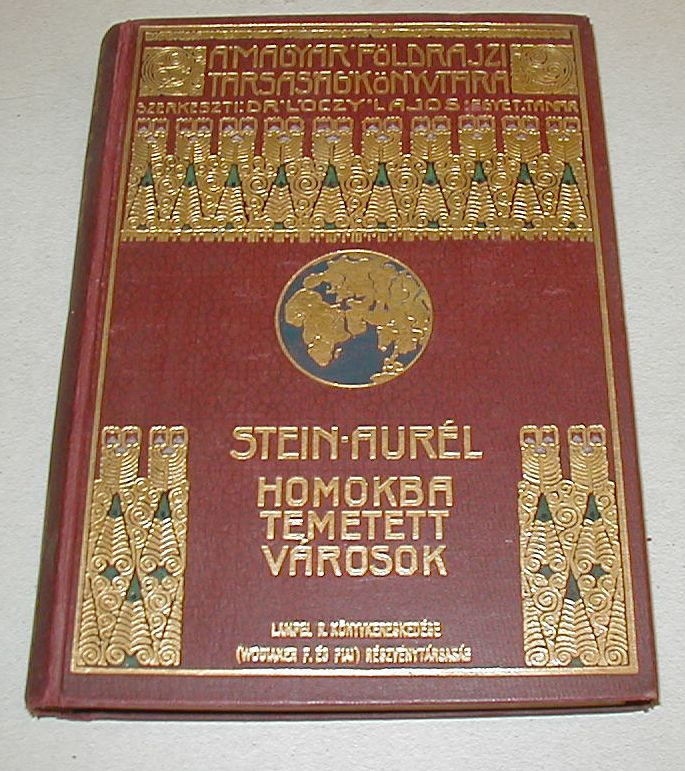 A MAGYAR FÖLDRAJZI
TÁRSASÁG KÖNYVTÁRA
SZERKESZTI: DR LÓCZY LAJOS EGYET. TANÁR
STEIN-AURÉL
HOMOKBA
TEMETETT
VÁROSOK
LAMPEL R. KÖNYVKERESKEDÉSE
(WODIANER F. ÉS FIAI) RÉSZVÉNYTÁRSASÁG